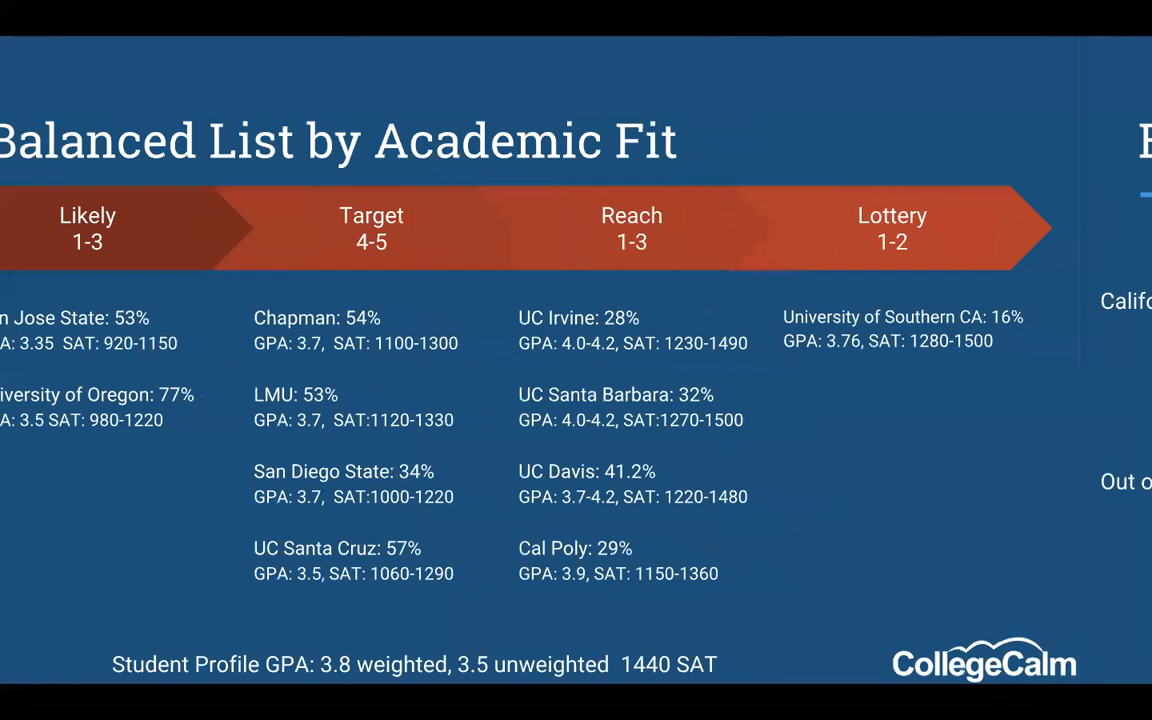 Balanced List by Academic Fit
Likely
1-3
Target
4-5
Reach
1-3
Lottery
1-2
n Jose State: 53%
A: 3.35 SAT: 920-1150
iversity of Oregon: 77%
A: 3.5 SAT: 980-1220
Chapman: 54%
GPA: 3.7, SAT: 1100-1300
LMU: 53%
GPA: 3.7, SAT:1120-1330
San Diego State: 34%
GPA: 3.7, SAT:1000-1220
UC Santa Cruz: 57%
GPA: 3.5, SAT: 1060-1290
UC Irvine: 28%
GPA: 4.0-4.2, SAT: 1230-1490
UC Santa Barbara: 32%
GPA: 4.0-4.2, SAT:1270-1500
UC Davis: 41.2%
GPA: 3.7-4.2, SAT: 1220-1480
Cal Poly: 29%
GPA: 3.9, SAT: 1150-1360
University of Southern CA: 16%
GPA: 3.76, SAT: 1280-1500
Califo
Out o
Student Profile GPA: 3.8 weighted, 3.5 unweighted 1440 SAT
CollegeCalm